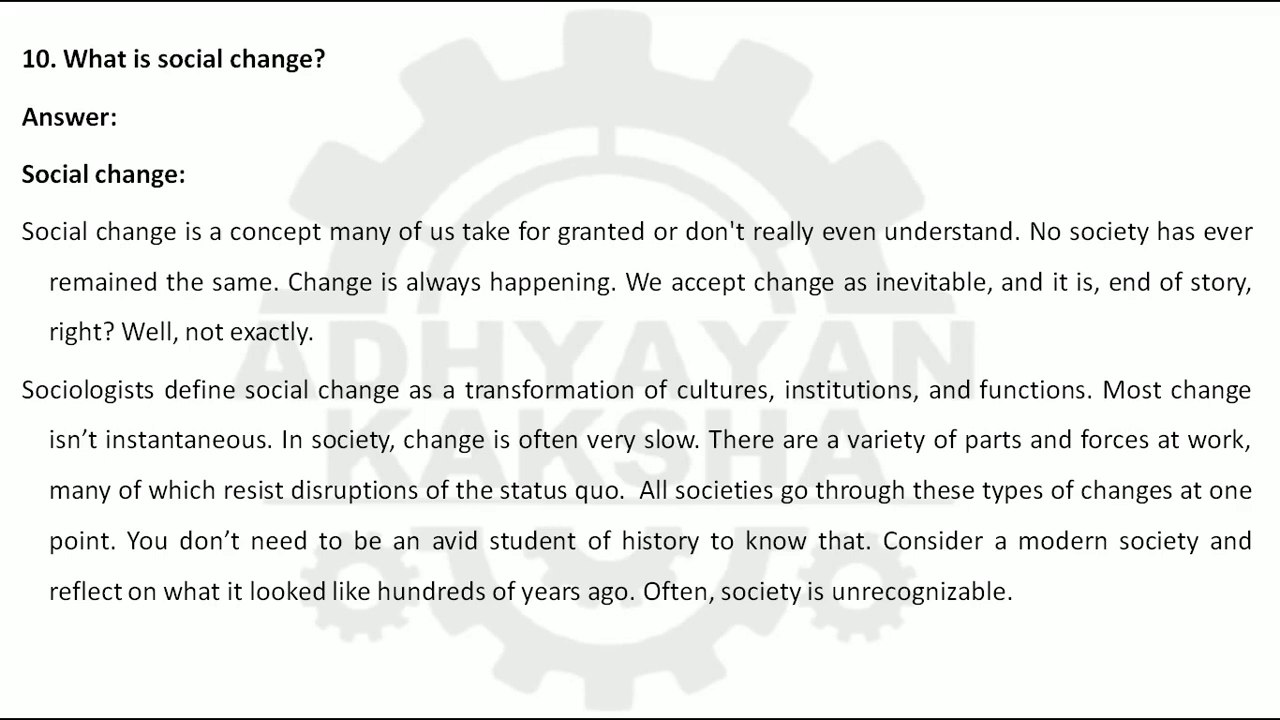 10. What is social change?
Answer:
Social change:
Social change is a concept many of us take for granted or don't really even understand. No society has ever
remained the same. Change is always happening. We accept change as inevitable, and it is, end of story,
right? Well, not exactly.
Sociologists define social change as a transformation of cultures, institutions, and functions. Most change
isn’t instantaneous. In society, change is often very slow. There are a variety of parts and forces at work,
many of which resist disruptions of the status quo.  All societies go through these types of changes at one
point. You don’t need to be an avid student of history to know that. Consider a modern society and
reflect on what it looked like hundreds of years ago. Often, society is unrecognizable.
ADHYAYAN
KAKSHA